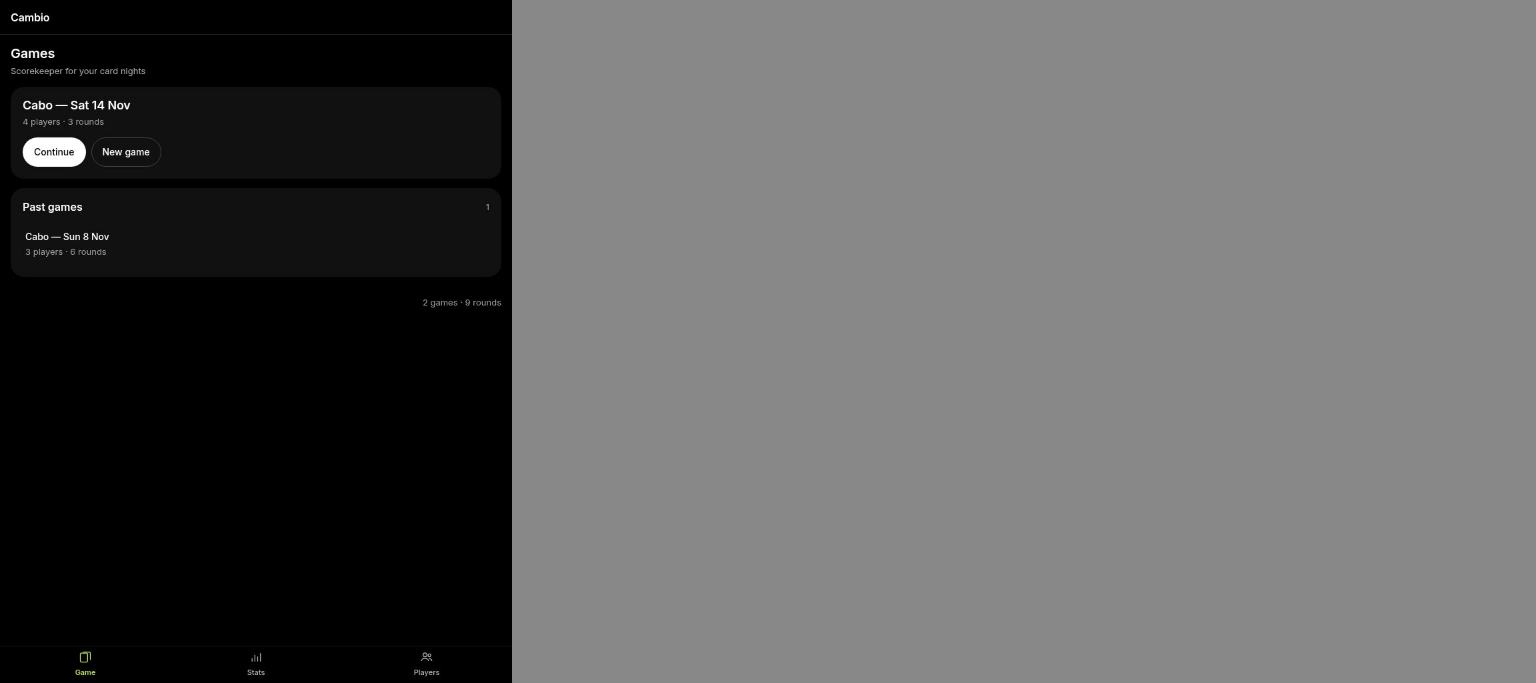 Cambio
Games
Scorekeeper for your card nights
Cabo — Sat 14 Nov
4 players · 3 rounds
Continue
New game
Past games
1
Cabo — Sun 8 Nov
3 players · 6 rounds
2 games · 9 rounds
Game
Stats
Players